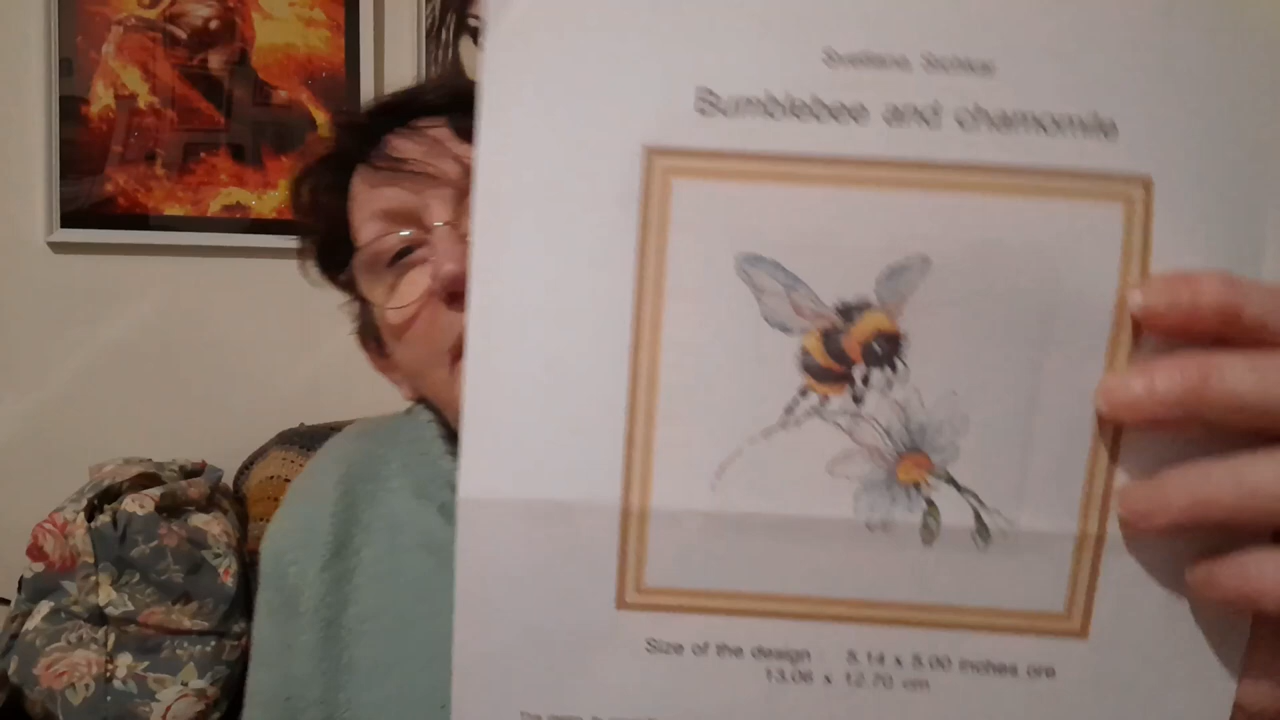 Svetlana Sichkar
Bumblebee and chamomile
Size of the design 5.14 x 5.00 inches ore
13.06 x 12.70 cm